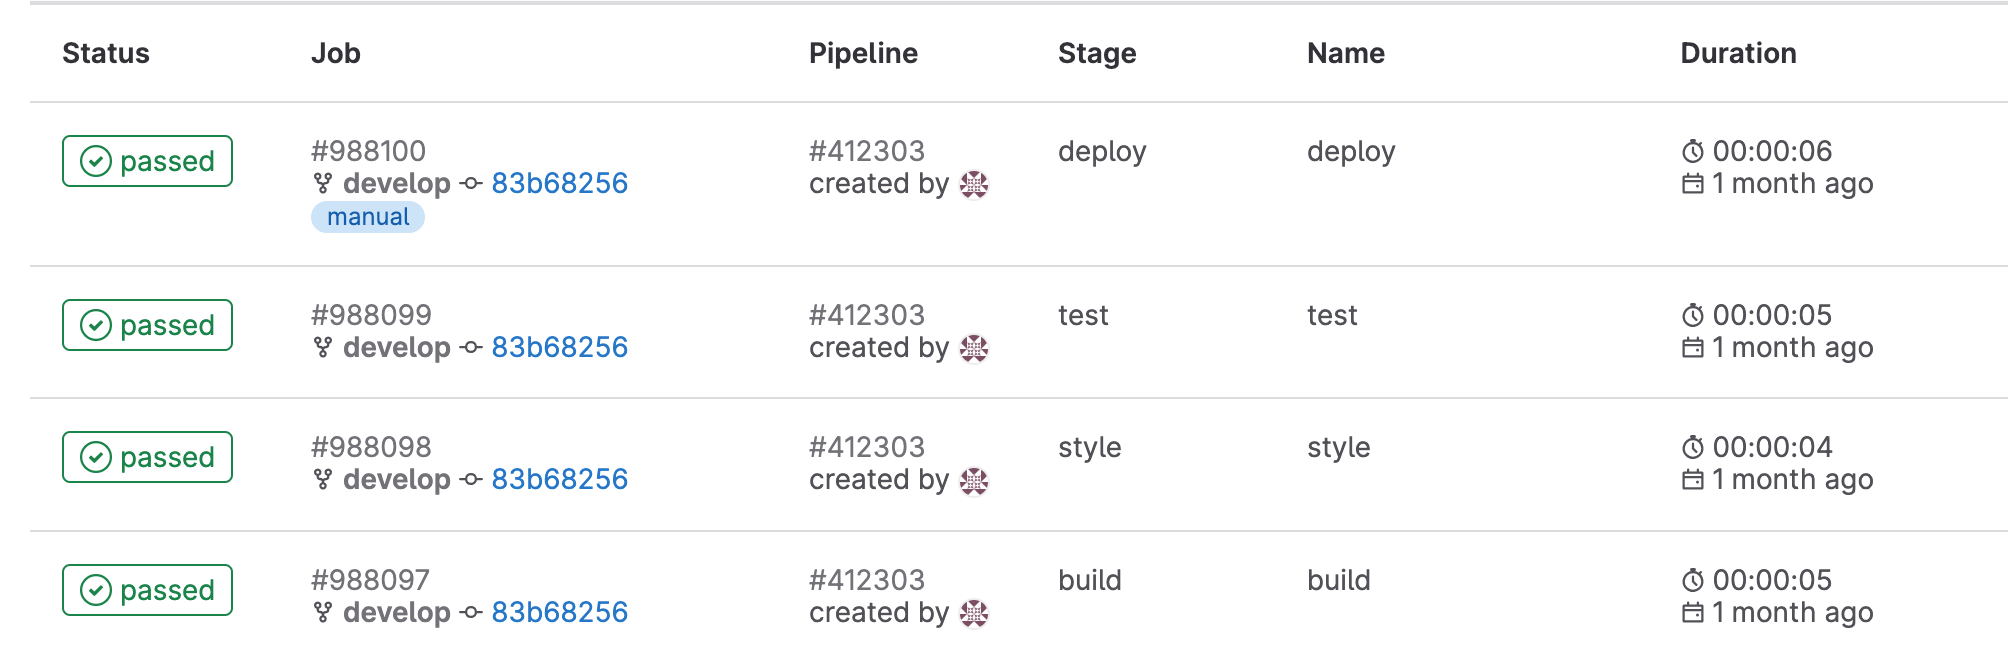 Status Job Pipeline Stage Name Duration
passed #988100 #412303 deploy deploy 00:00:06
develop 83b68256 created by 1 month ago
manual
passed #988099 #412303 test test 00:00:05
develop 83b68256 created by 1 month ago
passed #988098 #412303 style style 00:00:04
develop 83b68256 created by 1 month ago
passed #988097 #412303 build build 00:00:05
develop 83b68256 created by 1 month ago